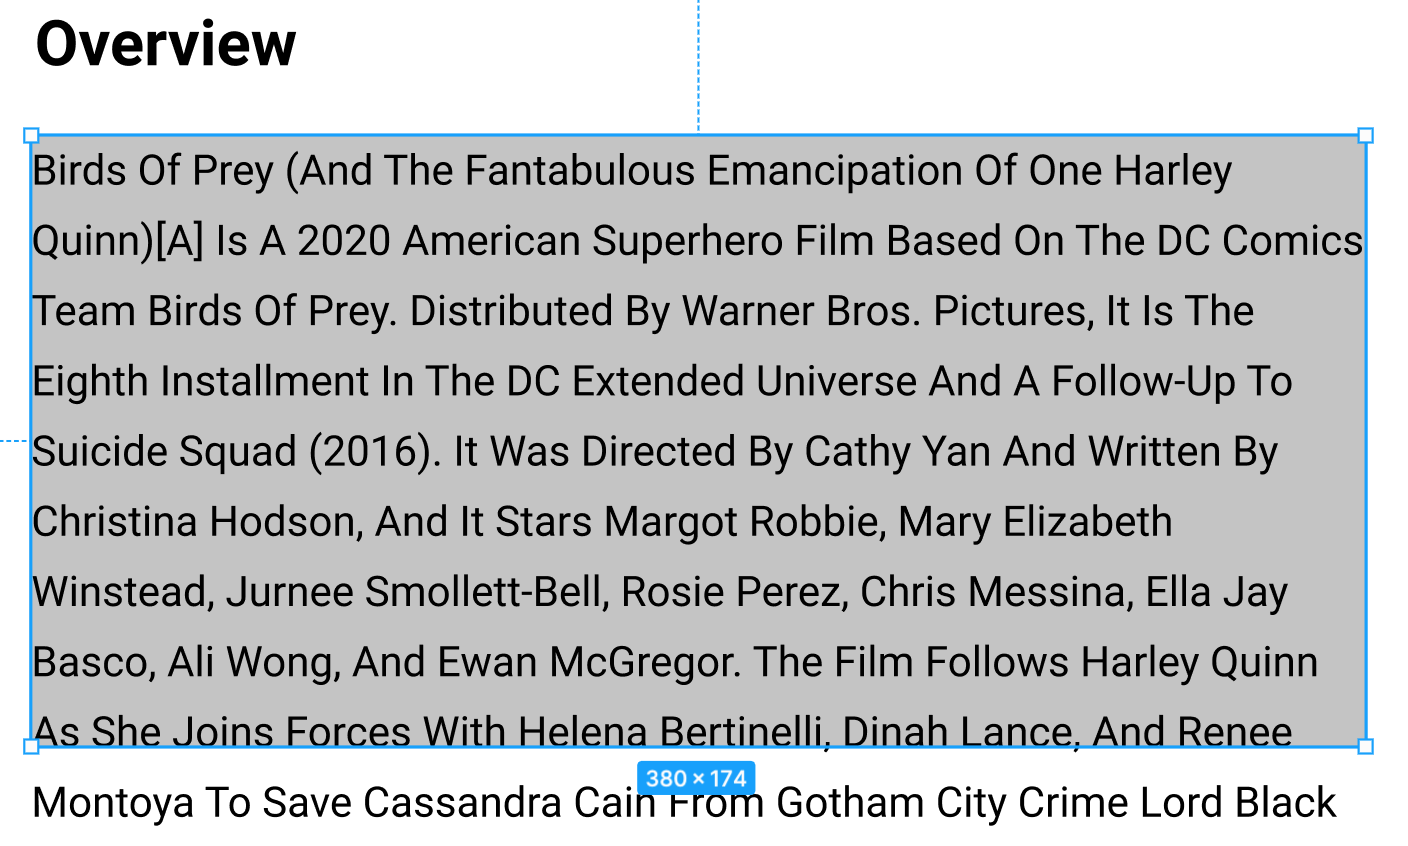 Overview
Birds Of Prey (And The Fantabulous Emancipation Of One Harley
Quinn)[A] Is A 2020 American Superhero Film Based On The DC Comics
Team Birds Of Prey. Distributed By Warner Bros. Pictures, It Is The
Eighth Installment In The DC Extended Universe And A Follow-Up To
Suicide Squad (2016). It Was Directed By Cathy Yan And Written By
Christina Hodson, And It Stars Margot Robbie, Mary Elizabeth
Winstead, Jurnee Smollett-Bell, Rosie Perez, Chris Messina, Ella Jay
Basco, Ali Wong, And Ewan McGregor. The Film Follows Harley Quinn
As She Joins Forces With Helena Bertinelli, Dinah Lance, And Renee
380 × 174
Montoya To Save Cassandra Cain From Gotham City Crime Lord Black